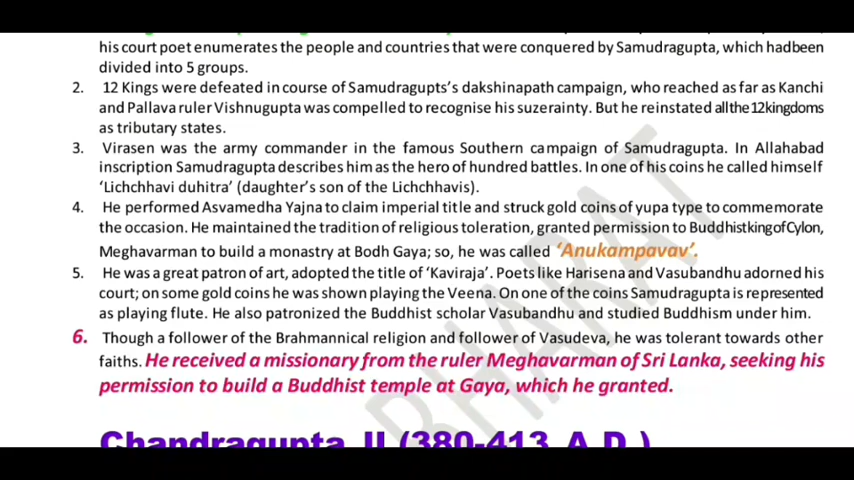 his court poet enumerates the people and countries that were conquered by Samudragupta, which hadbeen
divided into 5 groups.
2. 12 Kings were defeated in course of Samudragupts's dakshinapath campaign, who reached as far as Kanchi
and Pallava ruler Vishnugupta was compelled to recognise his suzerainty. But he reinstated allthe12kingdoms
as tributary states.
3. Virasen was the army commander in the famous Southern campaign of Samudragupta. In Allahabad
inscription Samudragupta describes him as the hero of hundred battles. In one of his coins he called himself
'Lichchhavi duhitra' (daughter's son of the Lichchhavis).
4. He performed Asvamedha Yajna to claim imperial title and struck gold coins of yupa type to commemorate
the occasion. He maintained the tradition of religious toleration, granted permission to BuddhistkingofCylon,
Meghavarman to build a monastry at Bodh Gaya; so, he was called 'Anukampavav'.
5. He was a great patron of art, adopted the title of 'Kaviraja'. Poets like Harisena and Vasubandhu adorned his
court; on some gold coins he was shown playing the Veena. On one of the coins Samudragupta is represented
as playing flute. He also patronized the Buddhist scholar Vasubandhu and studied Buddhism under him.
6. Though a follower of the Brahmannical religion and follower of Vasudeva, he was tolerant towards other
faiths. He received a missionary from the ruler Meghavarman of Sri Lanka, seeking his
permission to build a Buddhist temple at Gaya, which he granted.
Chandragupta II (380-413 A.D.)
BHARAT